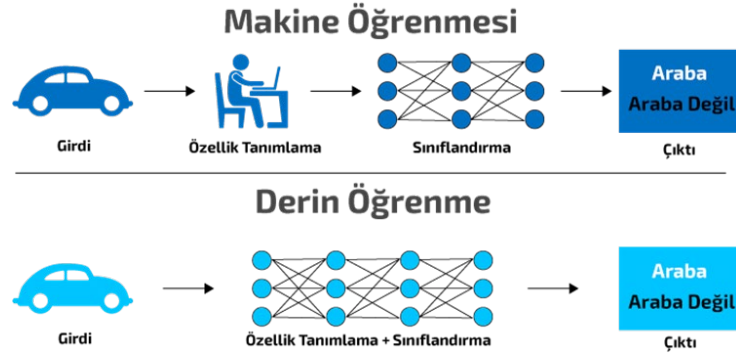 Makine Öğrenmesi
Araba
Araba Değil
Girdi
Özellik Tanımlama
Sınıflandırma
Çıktı
Derin Öğrenme
Araba
Araba Değil
Girdi
Özellik Tanımlama + Sınıflandırma
Çıktı